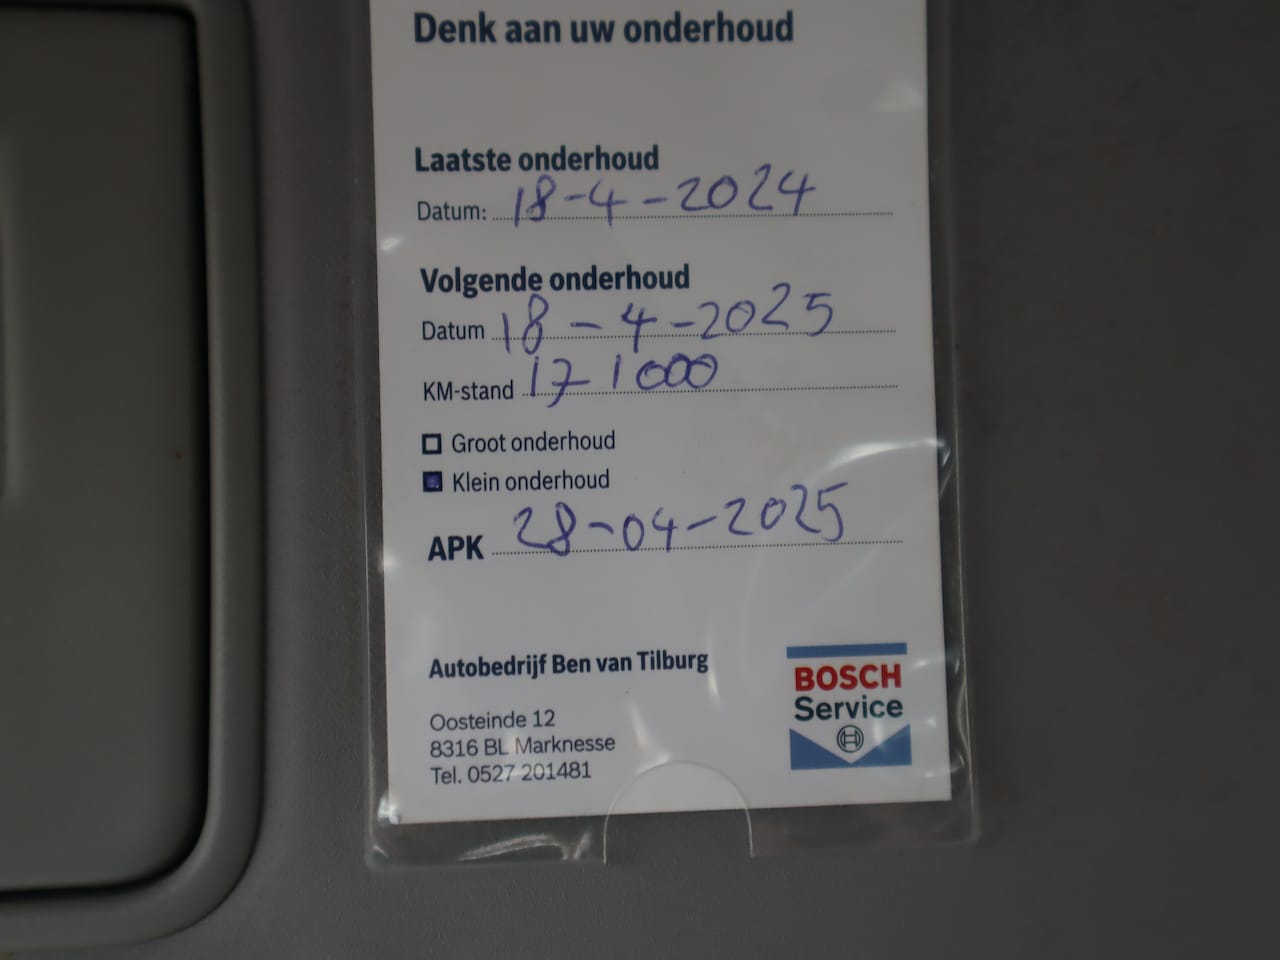 Denk aan uw onderhoud
Laatste onderhoud
Datum: 18-4-2024
Volgende onderhoud
Datum 18-4-2025
KM-stand 171000
Groot onderhoud
Klein onderhoud
APK 28-04-2025
Autobedrijf Ben van Tilburg
Oosteinde 12
8316 BL Marknesse
Tel. 0527 201481
BOSCH
Service